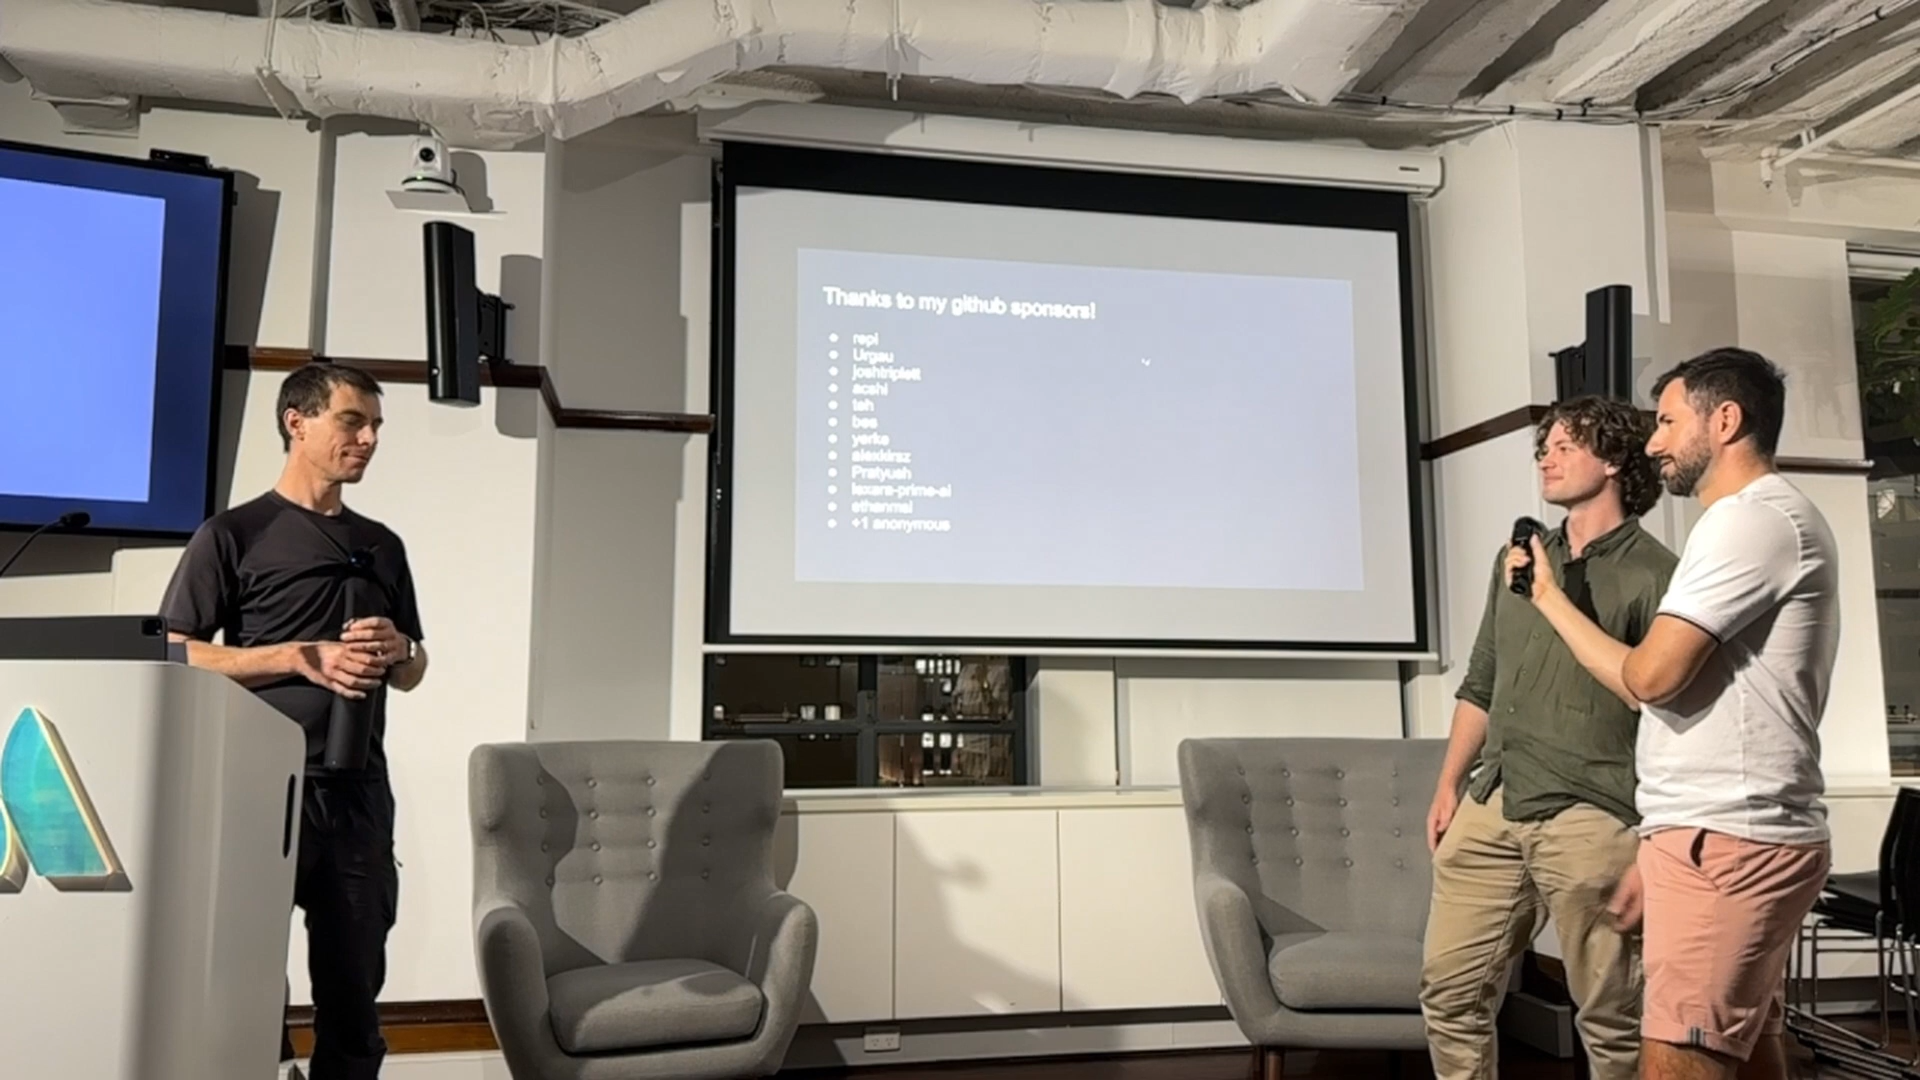 Thanks to my github sponsors!
repi
Urgau
joshtriplett
acshi
teh
bes
yerke
alexkirsz
Pratyush
lexara-prime-ai
ethanmsl
+1 anonymous